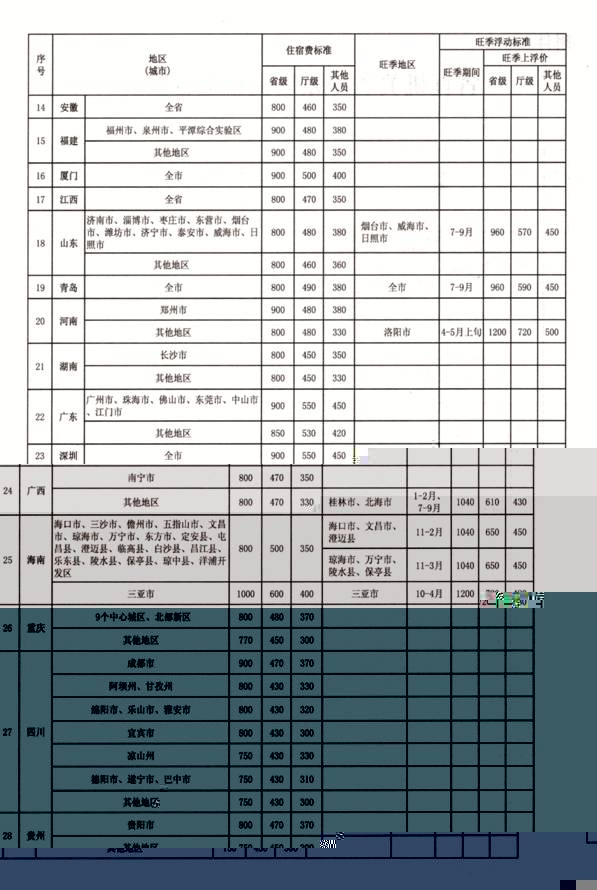 序号 地区（城市） 住宿费标准 旺季地区 旺季浮动标准
旺季期间 旺季上浮价
省级 厅级 其他人员 省级 厅级 其他人员
14 安徽 全省 800 460 350
15 福建 福州市、泉州市、平潭综合实验区 900 480 380
其他地区 900 480 350
16 厦门 全市 900 500 400
17 江西 全省 800 470 350
18 山东 济南市、淄博市、枣庄市、东营市、烟台
市、潍坊市、济宁市、泰安市、威海市、日
照市 800 480 380 烟台市、威海市、
日照市 7-9月 960 570 450
其他地区 800 460 360
19 青岛 全市 800 490 380 全市 7-9月 960 590 450
20 河南 郑州市 900 480 380
其他地区 800 480 330 洛阳市 4-5月上旬 1200 720 500
21 湖南 长沙市 800 450 350
其他地区 800 450 330
22 广东 广州市、珠海市、佛山市、东莞市、中山市
、江门市 900 550 450
其他地区 850 530 420
23 深圳 全市 900 550 450
24 广西 南宁市 800 470 350
其他地区 800 470 330 桂林市、北海市 1-2月、
7-9月 1040 610 430
25 海南 海口市、三沙市、儋州市、五指山市、文昌
市、琼海市、万宁市、东方市、定安县、屯
昌县、澄迈县、临高县、白沙县、昌江县、
乐东县、陵水县、保亭县、琼中县、洋浦开
发区 800 500 350 海口市、文昌市、
澄迈县 11-2月 1040 650 450
琼海市、万宁市、
陵水县、保亭县 11-3月 1040 650 450
三亚市 1000 600 400 三亚市 10-4月 1200
26 重庆 9个中心城区、北部新区 800 480 370
其他地区 770 450 300
27 四川 成都市 900 470 370
阿坝州、甘孜州 800 430 330
绵阳市、乐山市、雅安市 800 430 320
宜宾市 800 430 300
凉山州 750 430 330
德阳市、遂宁市、巴中市 750 430 310
其他地区 750 430 300
28 贵州 贵阳市 800 470 370
其他地区